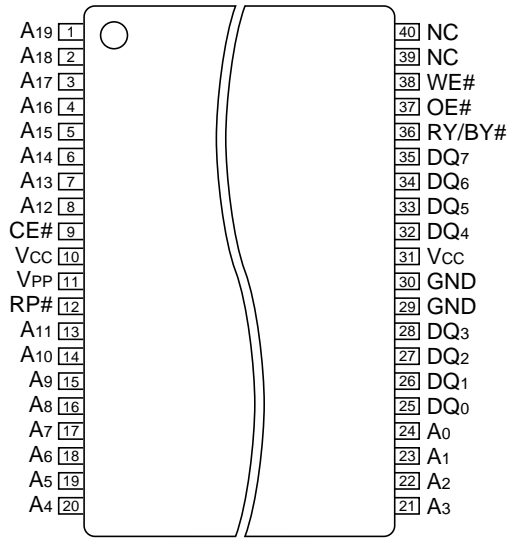 A19 1 40 NC
A18 2 39 NC
A17 3 38 WE#
A16 4 37 OE#
A15 5 36 RY/BY#
A14 6 35 DQ7
A13 7 34 DQ6
A12 8 33 DQ5
CE# 9 32 DQ4
VCC 10 31 VCC
VPP 11 30 GND
RP# 12 29 GND
A11 13 28 DQ3
A10 14 27 DQ2
A9 15 26 DQ1
A8 16 25 DQ0
A7 17 24 A0
A6 18 23 A1
A5 19 22 A2
A4 20 21 A3